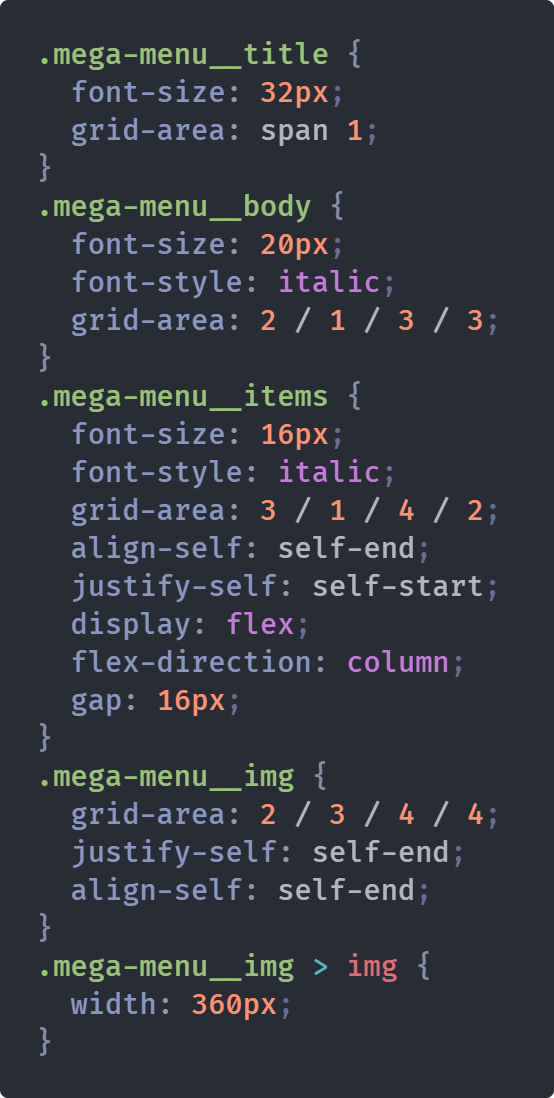 .mega-menu__title {
  font-size: 32px;
  grid-area: span 1;
}
.mega-menu__body {
  font-size: 20px;
  font-style: italic;
  grid-area: 2 / 1 / 3 / 3;
}
.mega-menu__items {
  font-size: 16px;
  font-style: italic;
  grid-area: 3 / 1 / 4 / 2;
  align-self: self-end;
  justify-self: self-start;
  display: flex;
  flex-direction: column;
  gap: 16px;
}
.mega-menu__img {
  grid-area: 2 / 3 / 4 / 4;
  justify-self: self-end;
  align-self: self-end;
}
.mega-menu__img > img {
  width: 360px;
}